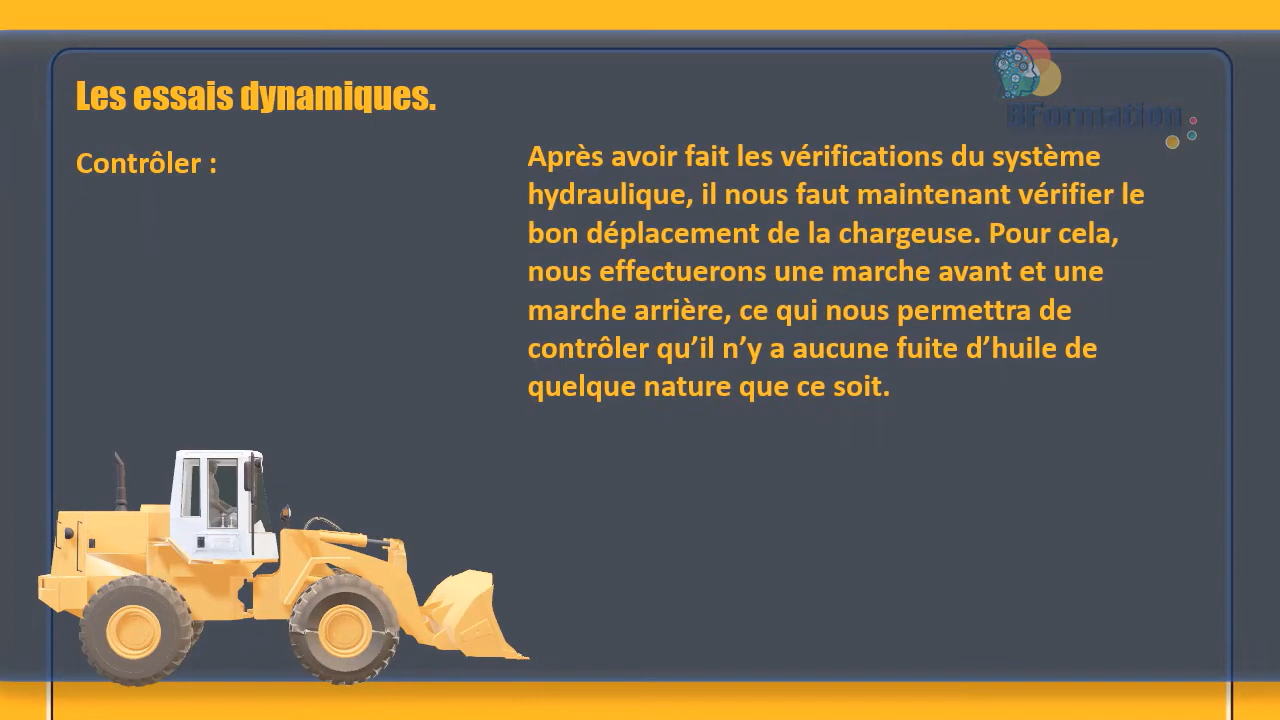 Les essais dynamiques.
BFormation
Contrôler :
Après avoir fait les vérifications du système
hydraulique, il nous faut maintenant vérifier le
bon déplacement de la chargeuse. Pour cela,
nous effectuerons une marche avant et une
marche arrière, ce qui nous permettra de
contrôler qu’il n’y a aucune fuite d’huile de
quelque nature que ce soit.